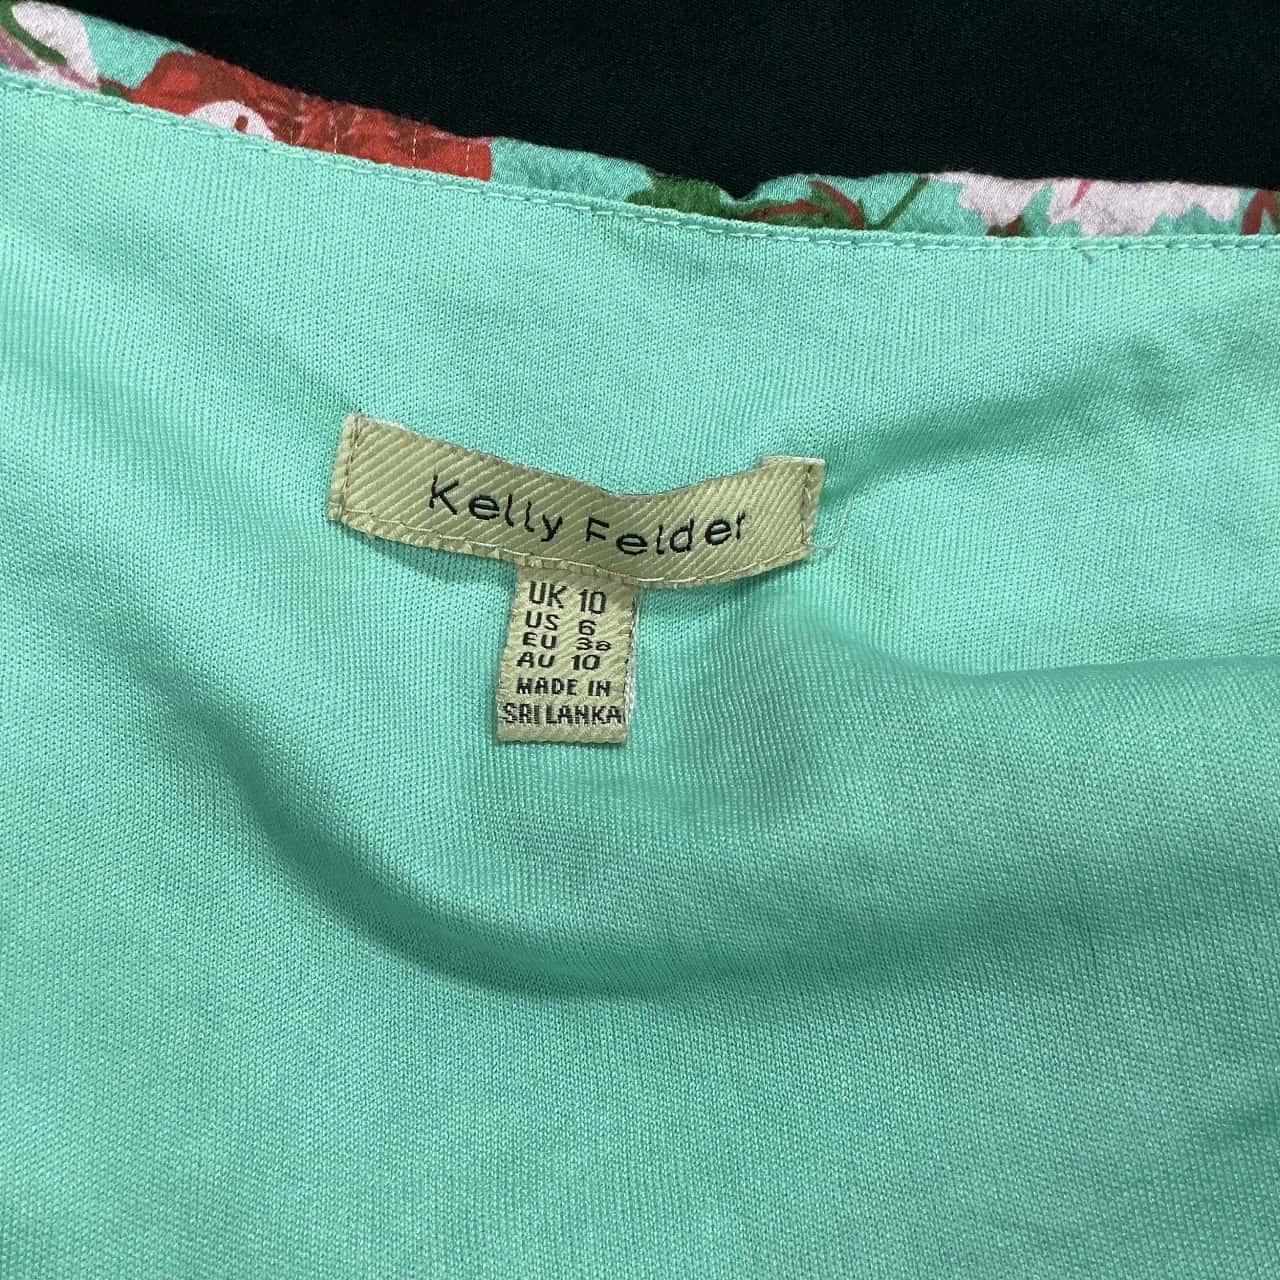 Kelly Felder
UK 10
US 6
EU 38
AU 10
MADE IN
SRI LANKA